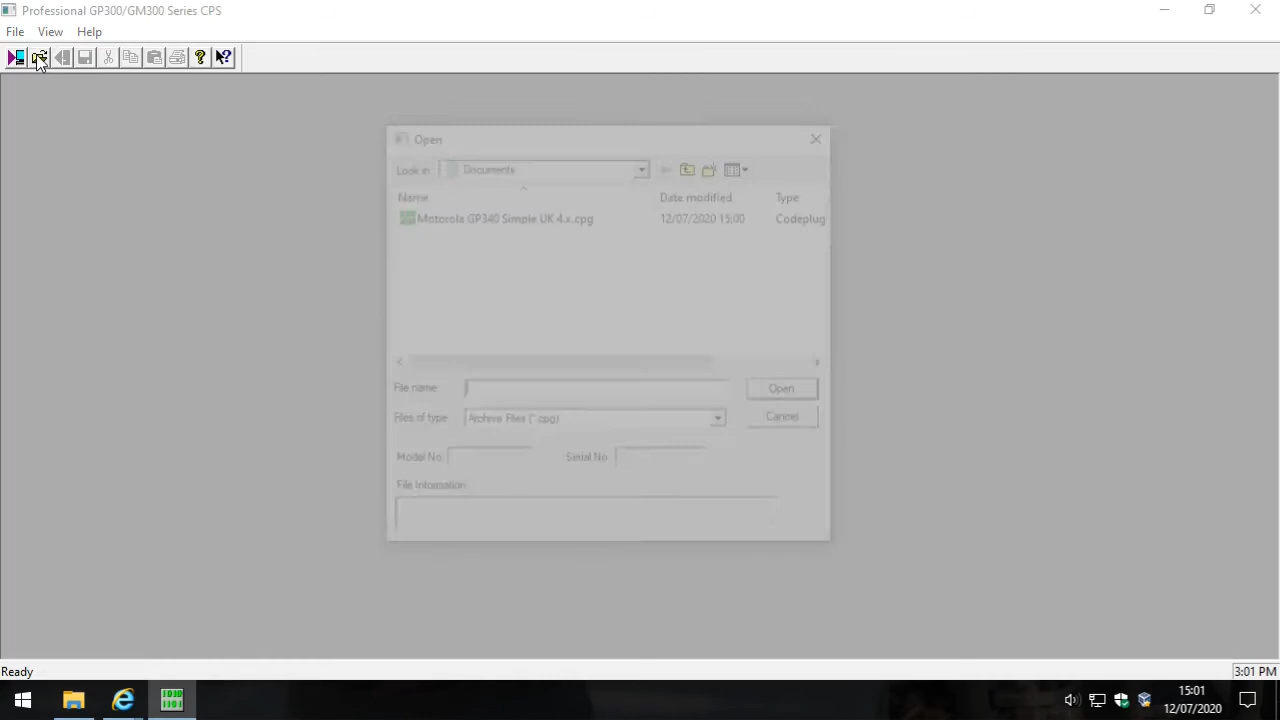 Professional GP300/GM300 Series CPS
File View Help
Open
Look in Documents
Name Date modified Type
Motorola GP340 Simple UK 4.x.cpg 12/07/2020 15:00 Codeplug
File name Open
Files of type Archive Files (*.cpg) Cancel
Model No. Serial No
File Information
Ready 3:01 PM
15:01
12/07/2020